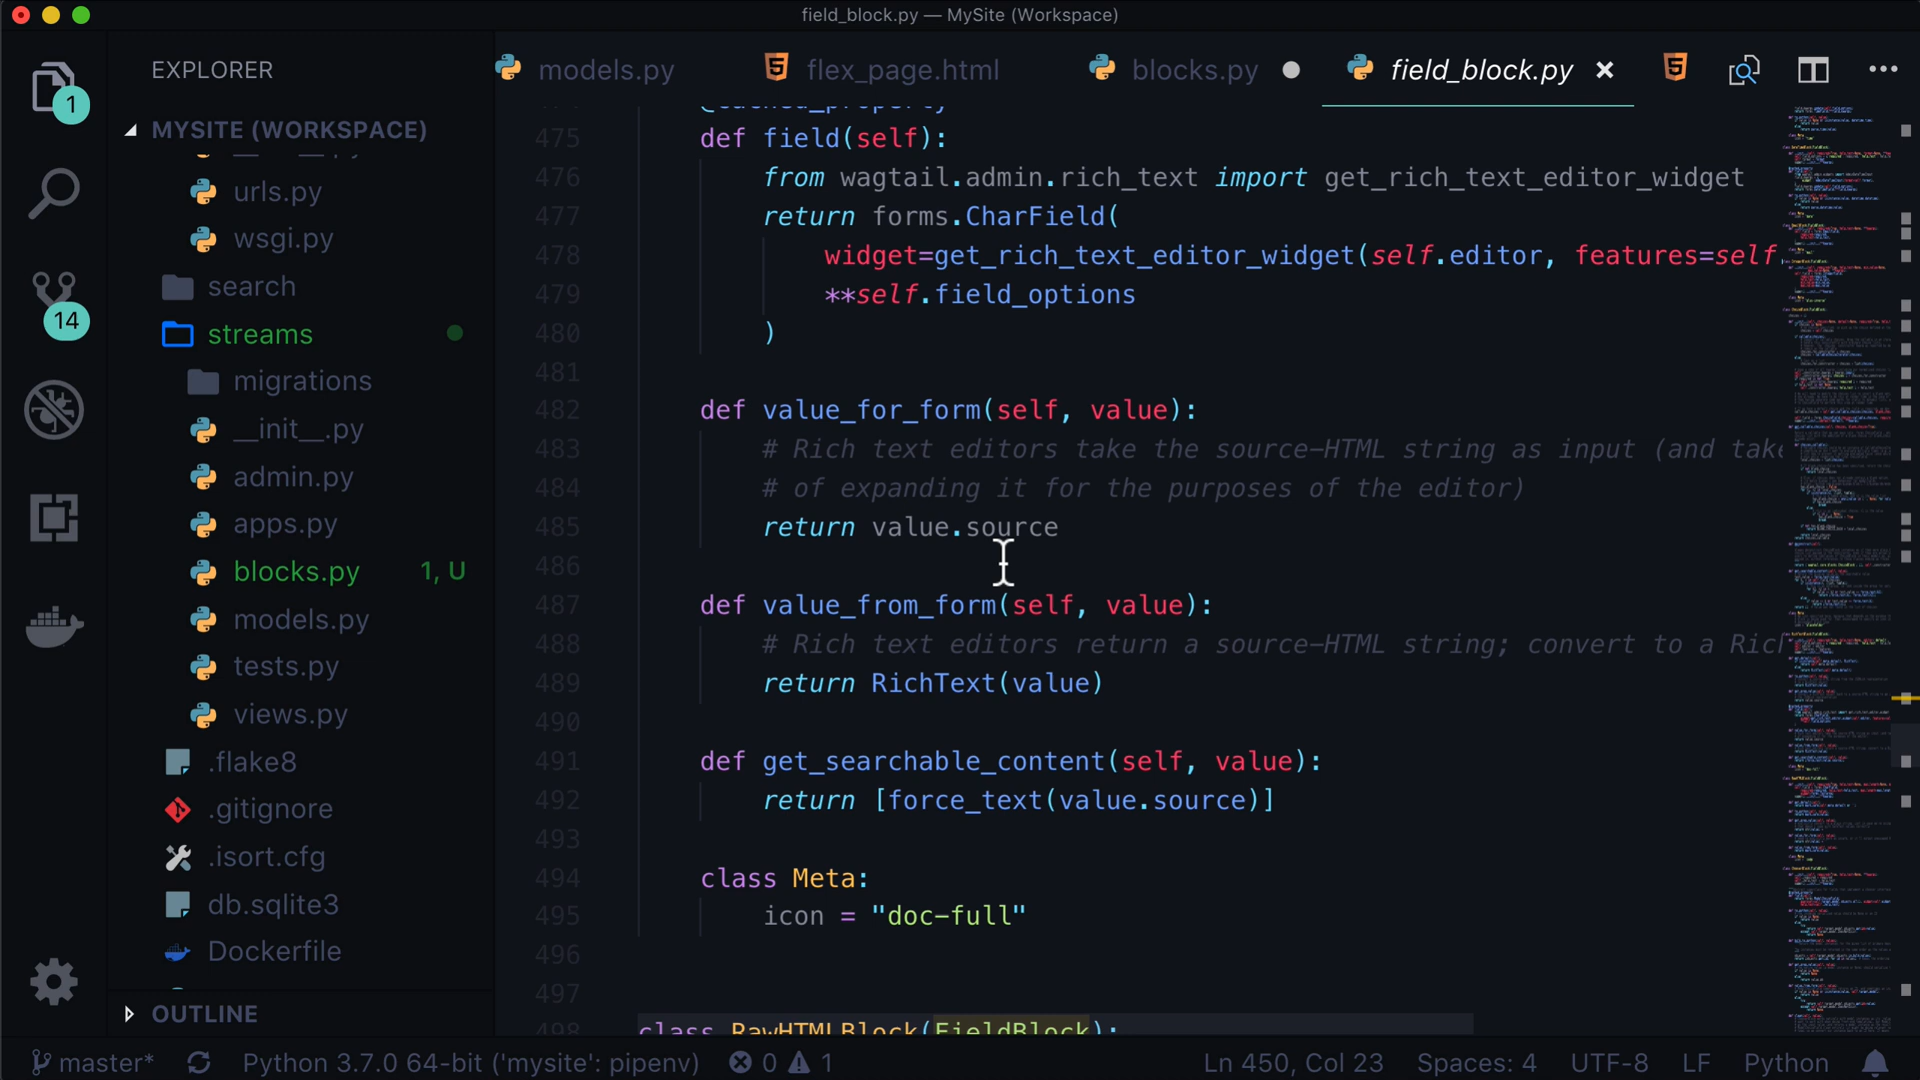 field_block.py — MySite (Workspace)
EXPLORER
models.py
flex_page.html
blocks.py
field_block.py
1
MYSITE (WORKSPACE)
urls.py
wsgi.py
search
14
streams
migrations
__init__.py
admin.py
apps.py
blocks.py 1, U
models.py
tests.py
views.py
.flake8
.gitignore
.isort.cfg
db.sqlite3
Dockerfile
OUTLINE
@cached_property
475 def field(self):
476 from wagtail.admin.rich_text import get_rich_text_editor_widget
477 return forms.CharField(
478 widget=get_rich_text_editor_widget(self.editor, features=self
479 **self.field_options
480 )
481
482 def value_for_form(self, value):
483 # Rich text editors take the source-HTML string as input (and take
484 # of expanding it for the purposes of the editor)
485 return value.source
486
487 def value_from_form(self, value):
488 # Rich text editors return a source-HTML string; convert to a Rich
489 return RichText(value)
490
491 def get_searchable_content(self, value):
492 return [force_text(value.source)]
493
494 class Meta:
495 icon = "doc-full"
496
497
498 class RawHTMLBlock(FieldBlock):
master* Python 3.7.0 64-bit ('mysite': pipenv) 0 1 Ln 450, Col 23 Spaces: 4 UTF-8 LF Python